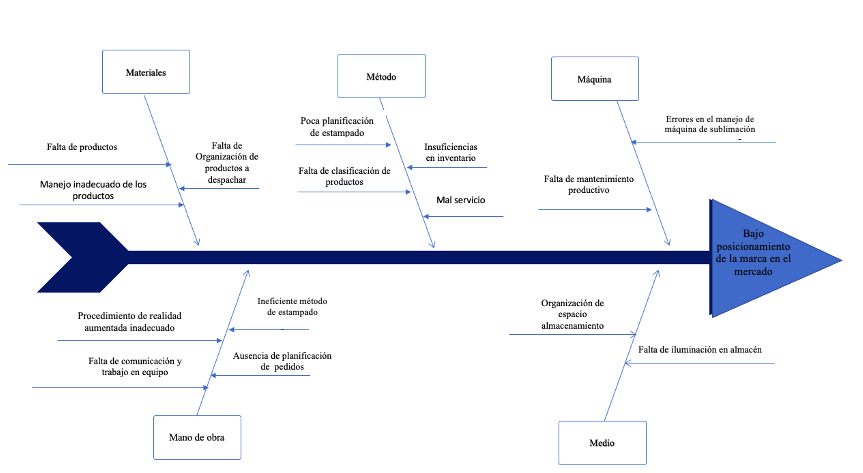 Materiales
Método
Máquina
Falta de productos
Manejo inadecuado de los
productos
Falta de
Organización de
productos a
despachar
Poca planificación
de estampado
Falta de clasificación de
productos
Insuficiencias
en inventario
Mal servicio
Errores en el manejo de
máquina de sublimación
Falta de mantenimiento
productivo
Bajo
posicionamiento
de la marca en el
mercado
Procedimiento de realidad
aumentada inadecuado
Falta de comunicación y
trabajo en equipo
Ineficiente método
de estampado
Ausencia de planificación
de pedidos
Organización de
espacio
almacenamiento
Falta de iluminación en almacén
Mano de obra
Medio